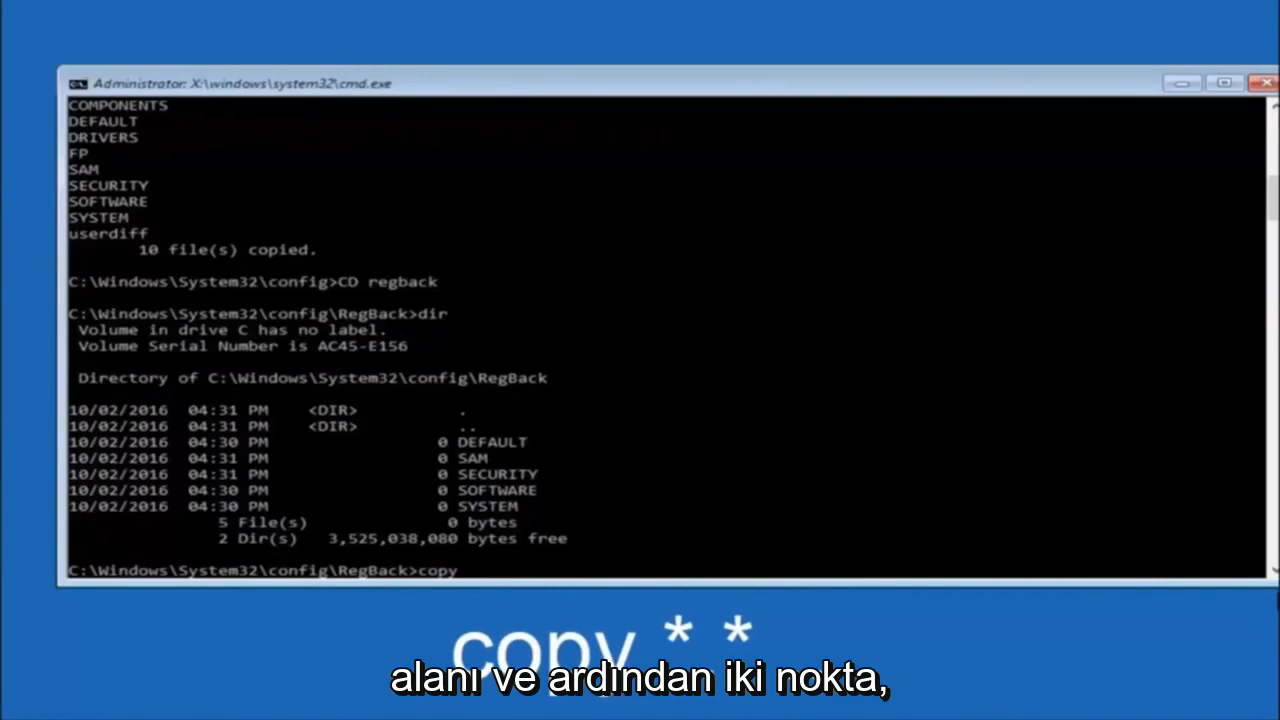 Administrator: X:\windows\system32\cmd.exe
COMPONENTS
DEFAULT
DRIVERS
FP
SAM
SECURITY
SOFTWARE
SYSTEM
userdiff
10 file(s) copied.
C:\Windows\System32\config>CD regback
C:\Windows\System32\config\RegBack>dir
Volume in drive C has no label.
Volume Serial Number is AC45-E156
Directory of C:\Windows\System32\config\RegBack
10/02/2016 04:31 PM <DIR> .
10/02/2016 04:31 PM <DIR> ..
10/02/2016 04:30 PM 0 DEFAULT
10/02/2016 04:31 PM 0 SAM
10/02/2016 04:31 PM 0 SECURITY
10/02/2016 04:30 PM 0 SOFTWARE
10/02/2016 04:30 PM 0 SYSTEM
5 File(s) 0 bytes
2 Dir(s) 3,525,038,080 bytes free
C:\Windows\System32\config\RegBack>copy
copy * *
alanı ve ardından iki nokta,